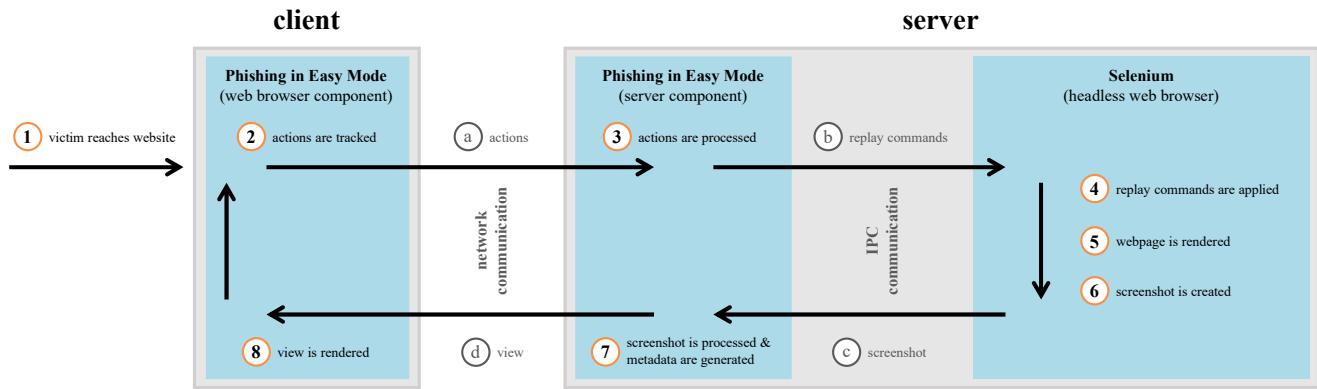 client
server
Phishing in Easy Mode
(web browser component)
Phishing in Easy Mode
(server component)
Selenium
(headless web browser)
1 victim reaches website
2 actions are tracked
a actions
3 actions are processed
b replay commands
4 replay commands are applied
5 webpage is rendered
6 screenshot is created
network
communication
IPC
communication
8 view is rendered
d view
7 screenshot is processed &
metadata are generated
c screenshot